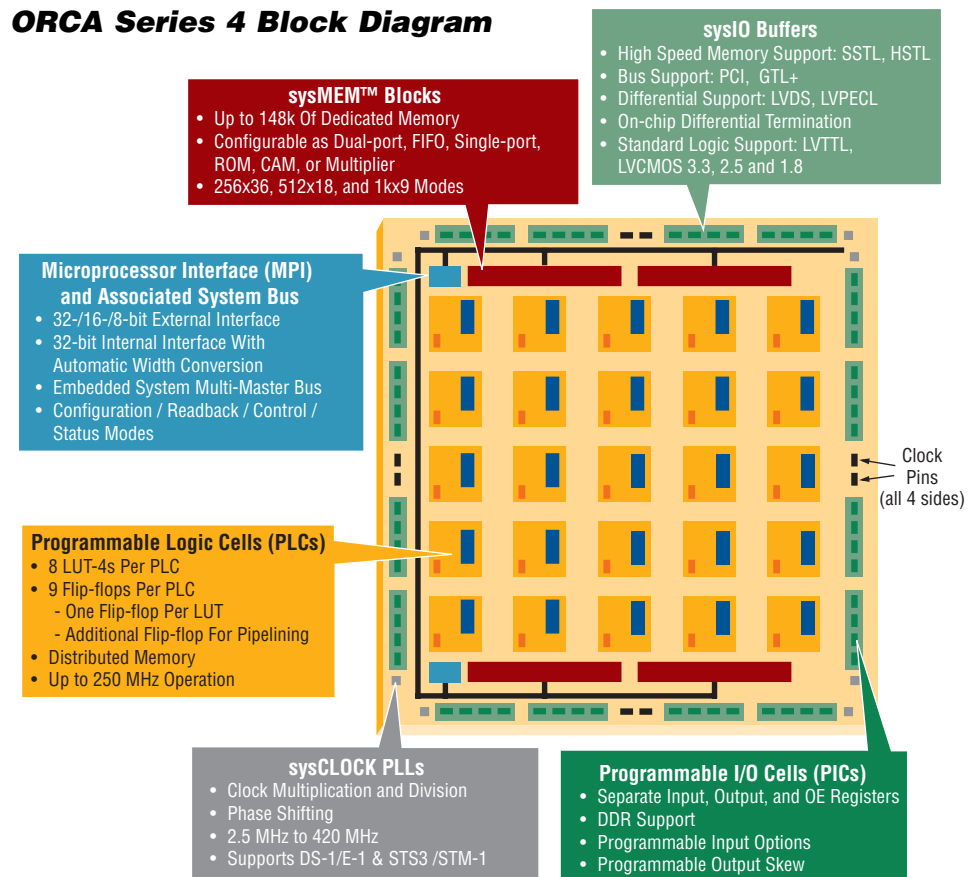 ORCA Series 4 Block Diagram
sysIO Buffers
• High Speed Memory Support: SSTL, HSTL
• Bus Support: PCI, GTL+
• Differential Support: LVDS, LVPECL
• On-chip Differential Termination
• Standard Logic Support: LVTTL,
LVCMOS 3.3, 2.5 and 1.8
sysMEM™ Blocks
• Up to 148k Of Dedicated Memory
• Configurable as Dual-port, FIFO, Single-port,
ROM, CAM, or Multiplier
• 256x36, 512x18, and 1kx9 Modes
Microprocessor Interface (MPI)
and Associated System Bus
• 32-/16-/8-bit External Interface
• 32-bit Internal Interface With
Automatic Width Conversion
• Embedded System Multi-Master Bus
• Configuration / Readback / Control /
Status Modes
Clock
Pins
(all 4 sides)
Programmable Logic Cells (PLCs)
• 8 LUT-4s Per PLC
• 9 Flip-flops Per PLC
- One Flip-flop Per LUT
- Additional Flip-flop For Pipelining
• Distributed Memory
• Up to 250 MHz Operation
sysCLOCK PLLs
• Clock Multiplication and Division
• Phase Shifting
• 2.5 MHz to 420 MHz
• Supports DS-1/E-1 & STS3 /STM-1
Programmable I/O Cells (PICs)
• Separate Input, Output, and OE Registers
• DDR Support
• Programmable Input Options
• Programmable Output Skew